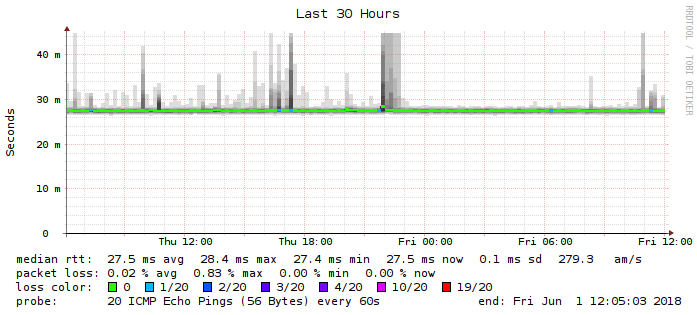 Last 30 Hours
RRDTOOL / TOBI OETIKER
Seconds
40 m
30 m
20 m
10 m
0
Thu 12:00 Thu 18:00 Fri 00:00 Fri 06:00 Fri 12:00
median rtt: 27.5 ms avg 28.4 ms max 27.4 ms min 27.5 ms now 0.1 ms sd 279.3 am/s
packet loss: 0.02 % avg 0.83 % max 0.00 % min 0.00 % now
loss color: 0 1/20 2/20 3/20 4/20 10/20 19/20
probe: 20 ICMP Echo Pings (56 Bytes) every 60s end: Fri Jun 1 12:05:03 2018